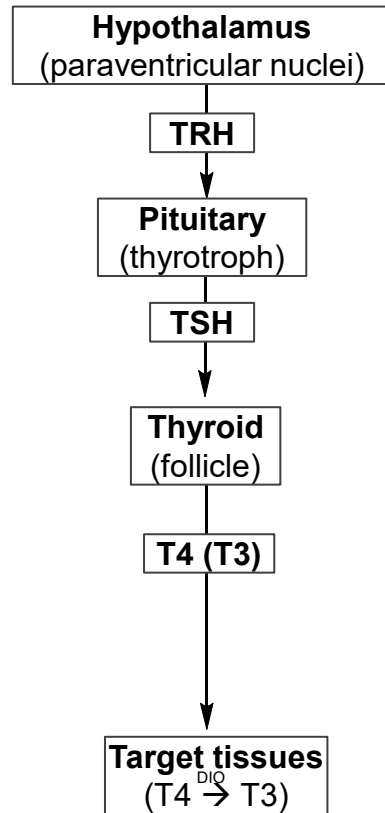 Hypothalamus
(paraventricular nuclei)
TRH
Pituitary
(thyrotroph)
TSH
Thyroid
(follicle)
T4 (T3)
Target tissues
DIO
(T4 → T3)